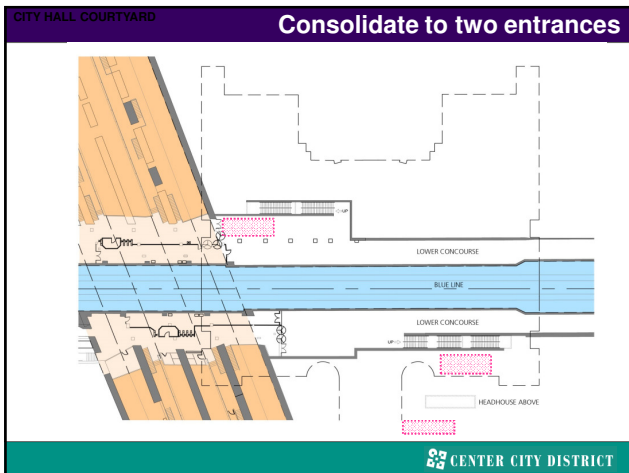 CITY HALL COURTYARD
Consolidate to two entrances
UP
LOWER CONCOURSE
BLUE LINE
LOWER CONCOURSE
UP
HEADHOUSE ABOVE
CENTER CITY DISTRICT